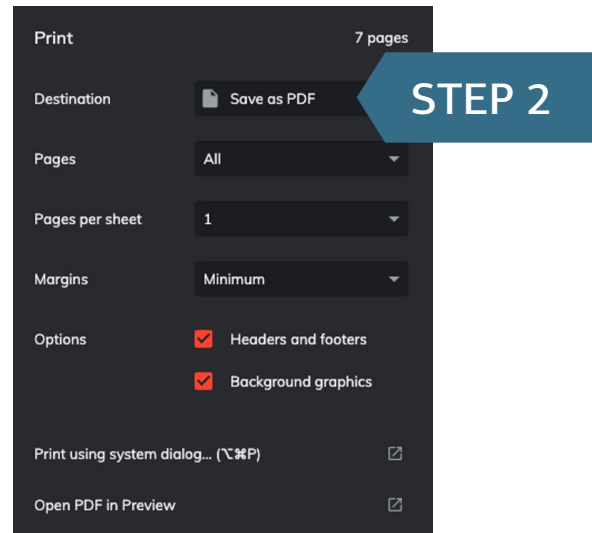 Print 7 pages
Destination Save as PDF
STEP 2
Pages All
Pages per sheet 1
Margins Minimum
Options Headers and footers
Background graphics
Print using system dialog... (⌥⌘P)
Open PDF in Preview